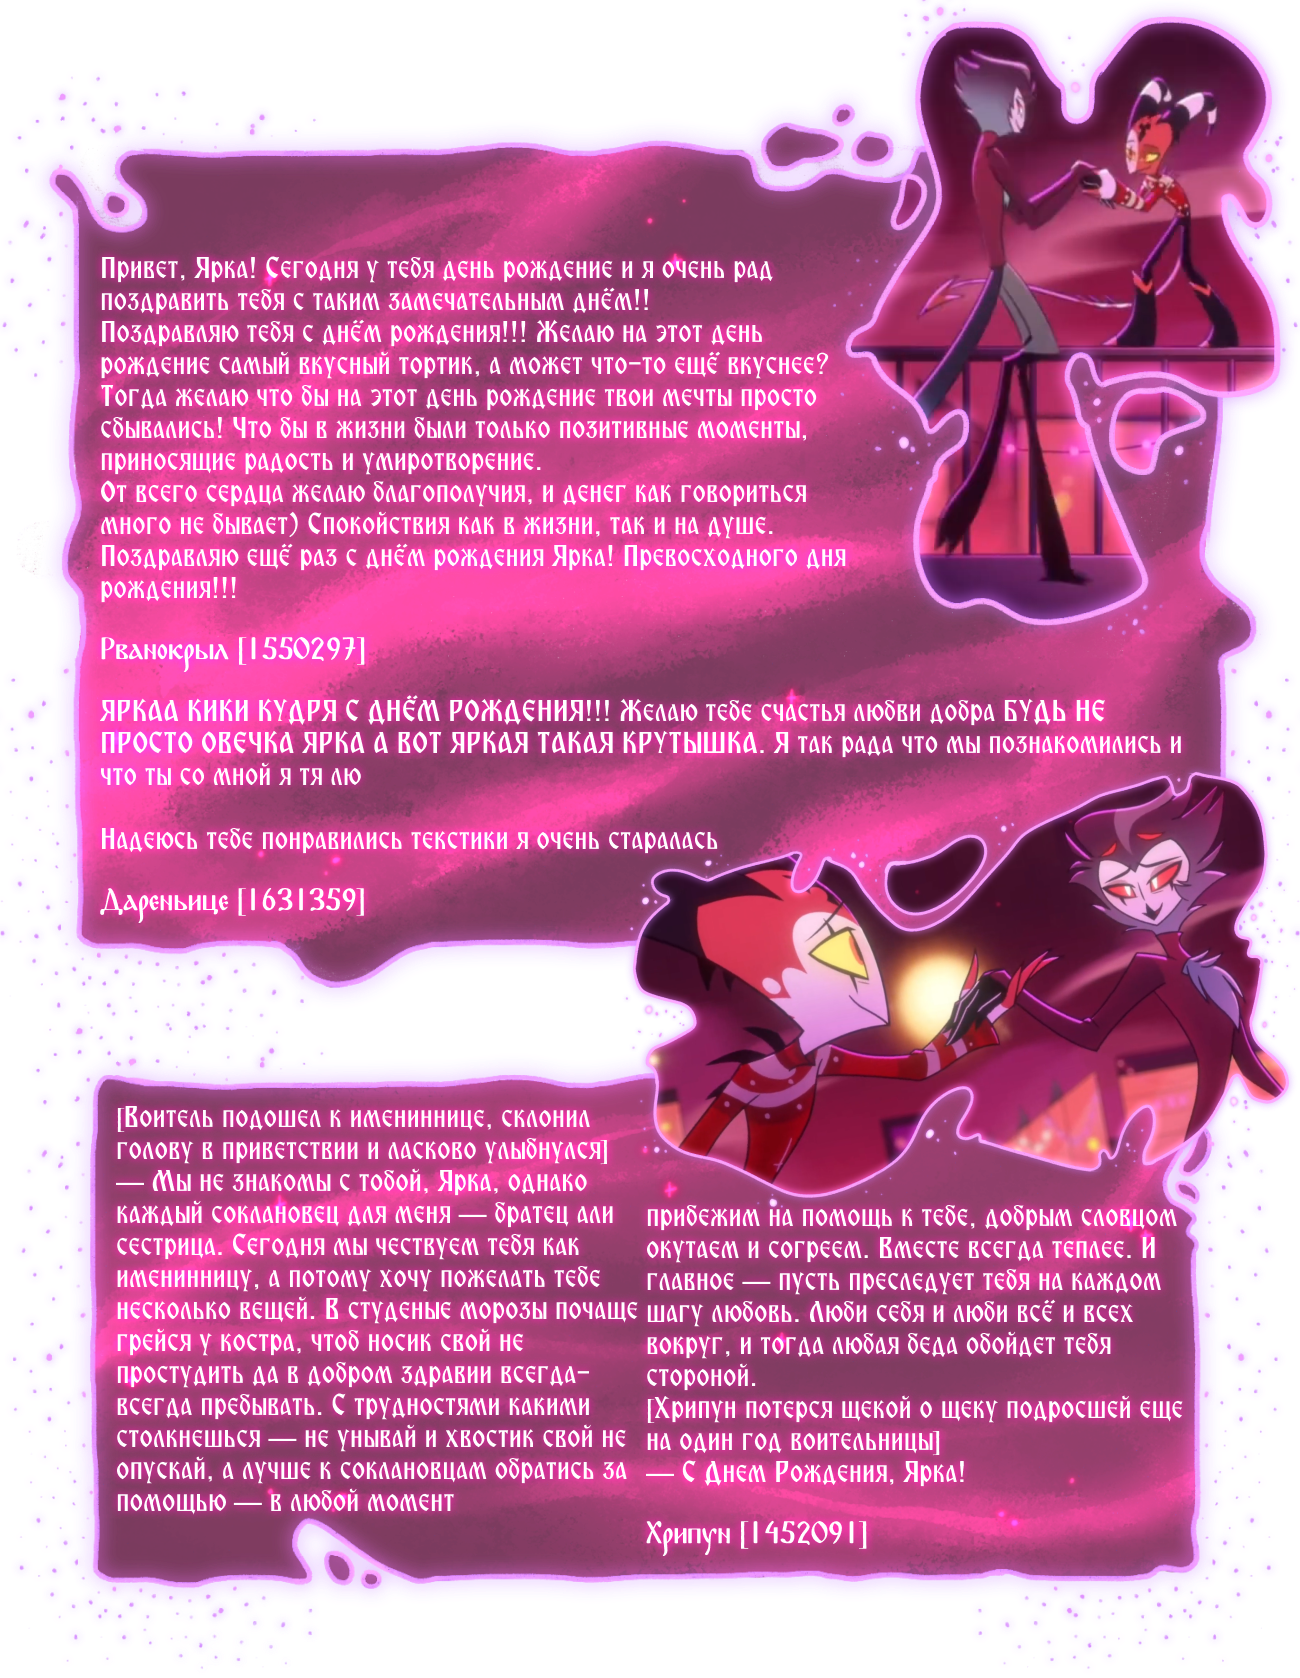 Привет, Ярка! Сегодня у тебя день рождение и я очень рад
поздравить тебя с таким замечательным днём!!
Поздравляю тебя с днём рождения!!! Желаю на этот день
рождение самый вкусный тортик, а может что-то ещё вкуснее?
Тогда желаю что бы на этот день рождение твои мечты просто
сбывались! Что бы в жизни были только позитивные моменты,
приносящие радость и умиротворение.
От всего сердца желаю благополучия, и денег как говориться
много не бывает) Спокойствия как в жизни, так и на душе.
Поздравляю ещё раз с днём рождения Ярка! Превосходного дня
рождения!!!
Рванокрыл [1550297]
ЯРКАА КИКИ КУДРЯ С ДНЁМ РОЖДЕНИЯ!!! Желаю тебе счастья любви добра БУДЬ НЕ
ПРОСТО ОВЕЧКА ЯРКА А ВОТ ЯРКАЯ ТАКАЯ КРУТЫШКА. Я так рада что мы познакомились и
что ты со мной я тя лю
Надеюсь тебе понравились текстики я очень старалась
Дареньице [1631359]
[Воитель подошел к имениннице, склонил
голову в приветствии и ласково улыбнулся]
— Мы не знакомы с тобой, Ярка, однако
каждый соклановец для меня — братец али
сестрица. Сегодня мы чествуем тебя как
именинницу, а потому хочу пожелать тебе
несколько вещей. В студеные морозы почаще
грейся у костра, чтоб носик свой не
простудить да в добром здравии всегда-
всегда пребывать. С трудностями какими
столкнешься — не унывай и хвостик свой не
опускай, а лучше к соклановцам обратись за
помощью — в любой момент
прибежим на помощь к тебе, добрым словцом
окутаем и согреем. Вместе всегда теплее. И
главное — пусть преследует тебя на каждом
шагу любовь. Люби себя и люби всё и всех
вокруг, и тогда любая беда обойдет тебя
стороной.
[Хрипун потерся щекой о щеку подросшей еще
на один год воительницы]
— С Днем Рождения, Ярка!
Хрипун [1452091]